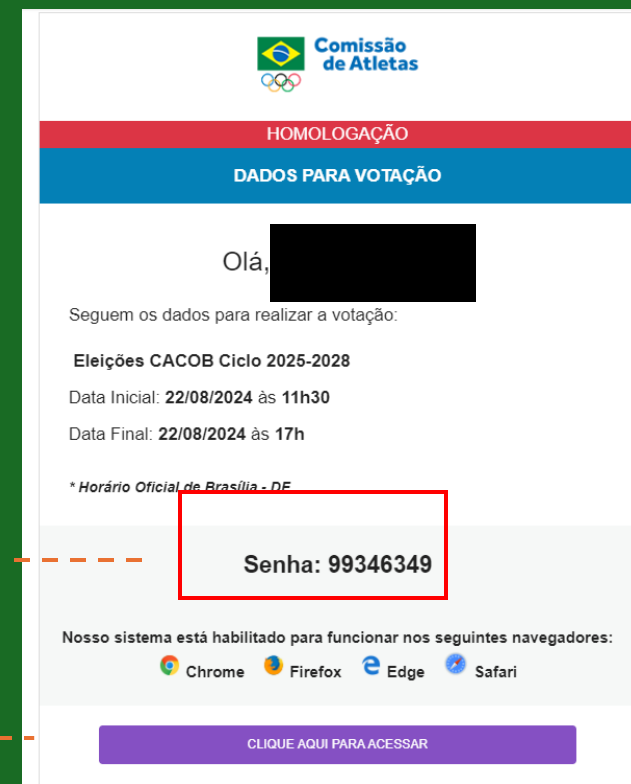 Comissão
de Atletas
HOMOLOGAÇÃO
DADOS PARA VOTAÇÃO
Olá,
Seguem os dados para realizar a votação:
Eleições CACOB Ciclo 2025-2028
Data Inicial: 22/08/2024 às 11h30
Data Final: 22/08/2024 às 17h
* Horário Oficial de Brasília - DF
Senha: 99346349
Nosso sistema está habilitado para funcionar nos seguintes navegadores:
Chrome Firefox Edge Safari
CLIQUE AQUI PARA ACESSAR